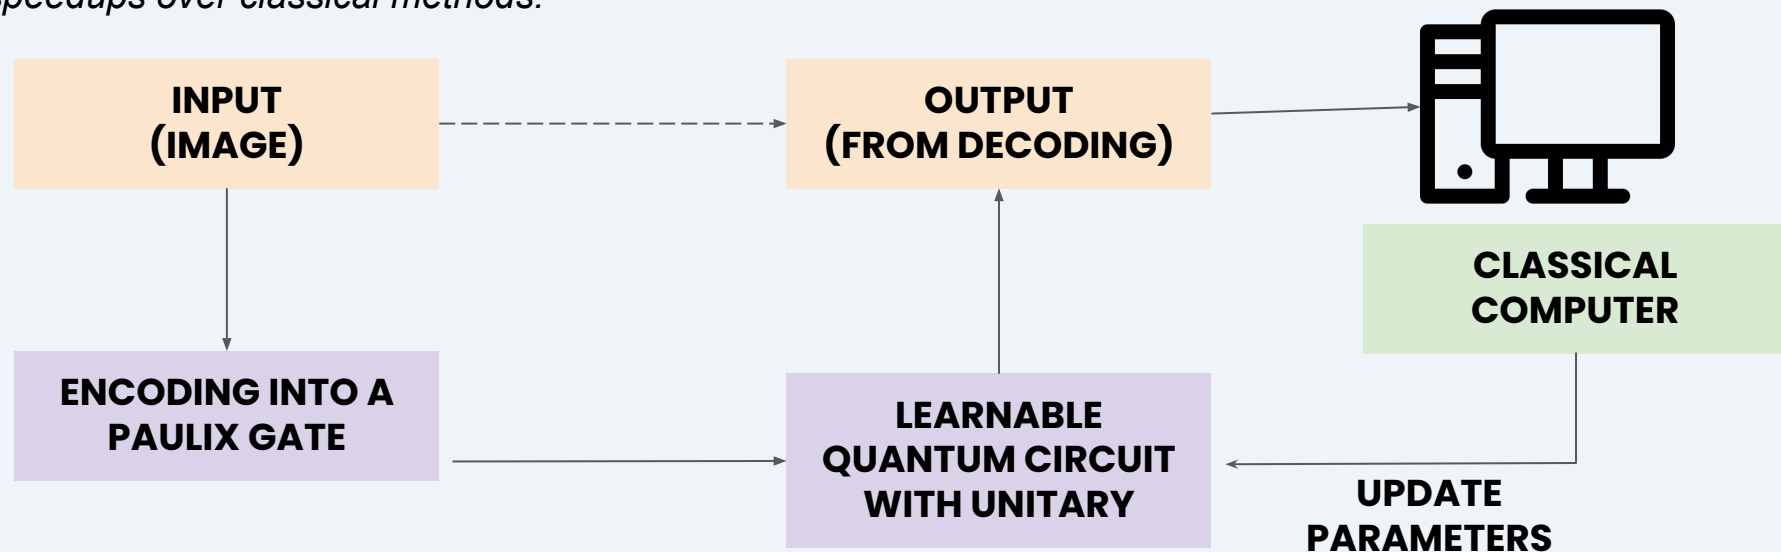 speedups over classical methods.
INPUT
(IMAGE)
OUTPUT
(FROM DECODING)
CLASSICAL
COMPUTER
ENCODING INTO A
PAULIX GATE
LEARNABLE
QUANTUM CIRCUIT
WITH UNITARY
UPDATE
PARAMETERS